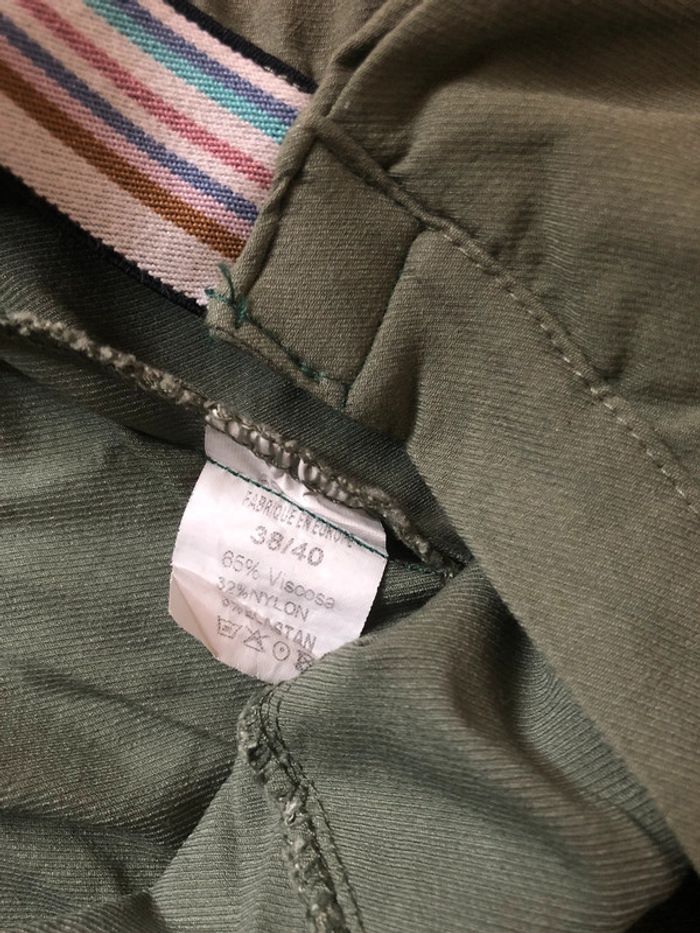 FABRIQUE EN EUROPE
38/40
65% Viscosa
32% NYLON